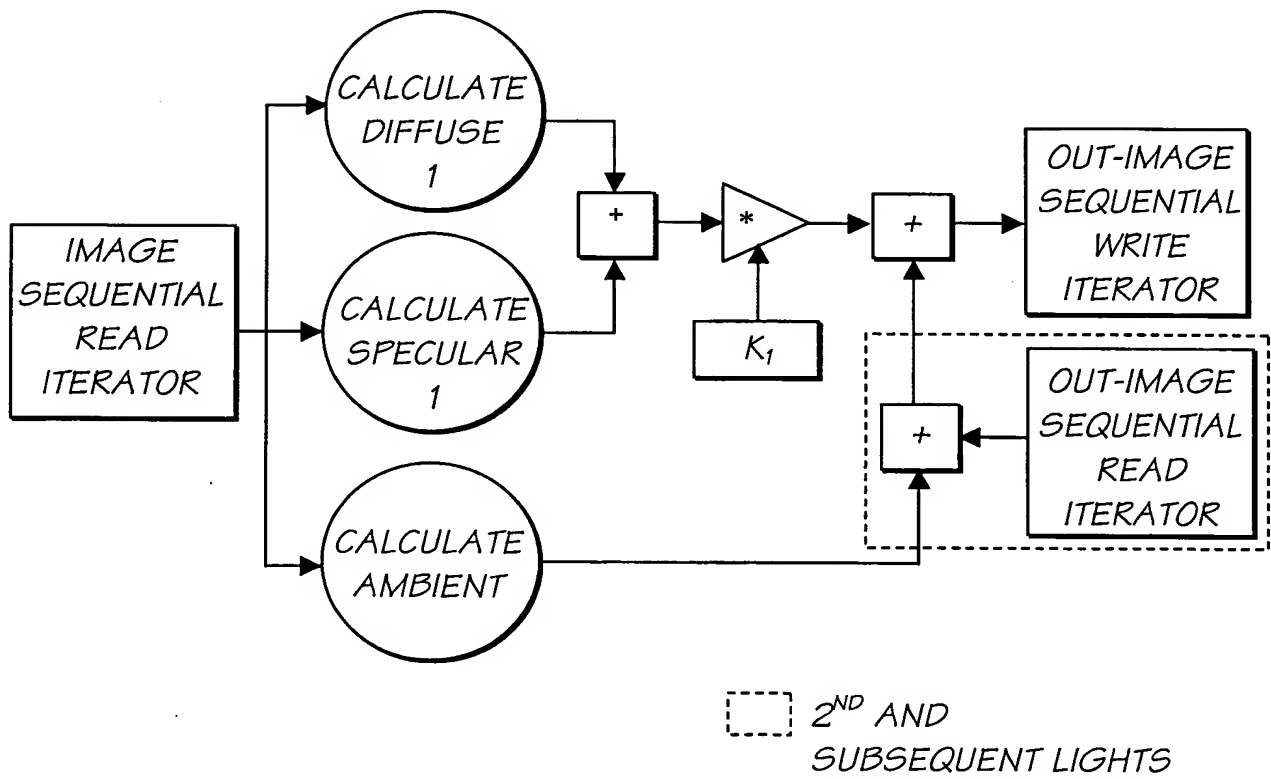 IMAGE
SEQUENTIAL
READ
ITERATOR
CALCULATE
DIFFUSE
1
CALCULATE
SPECULAR
1
CALCULATE
AMBIENT
+
*
K₁
+
OUT-IMAGE
SEQUENTIAL
WRITE
ITERATOR
+
OUT-IMAGE
SEQUENTIAL
READ
ITERATOR
2ᴺᴰ AND
SUBSEQUENT LIGHTS